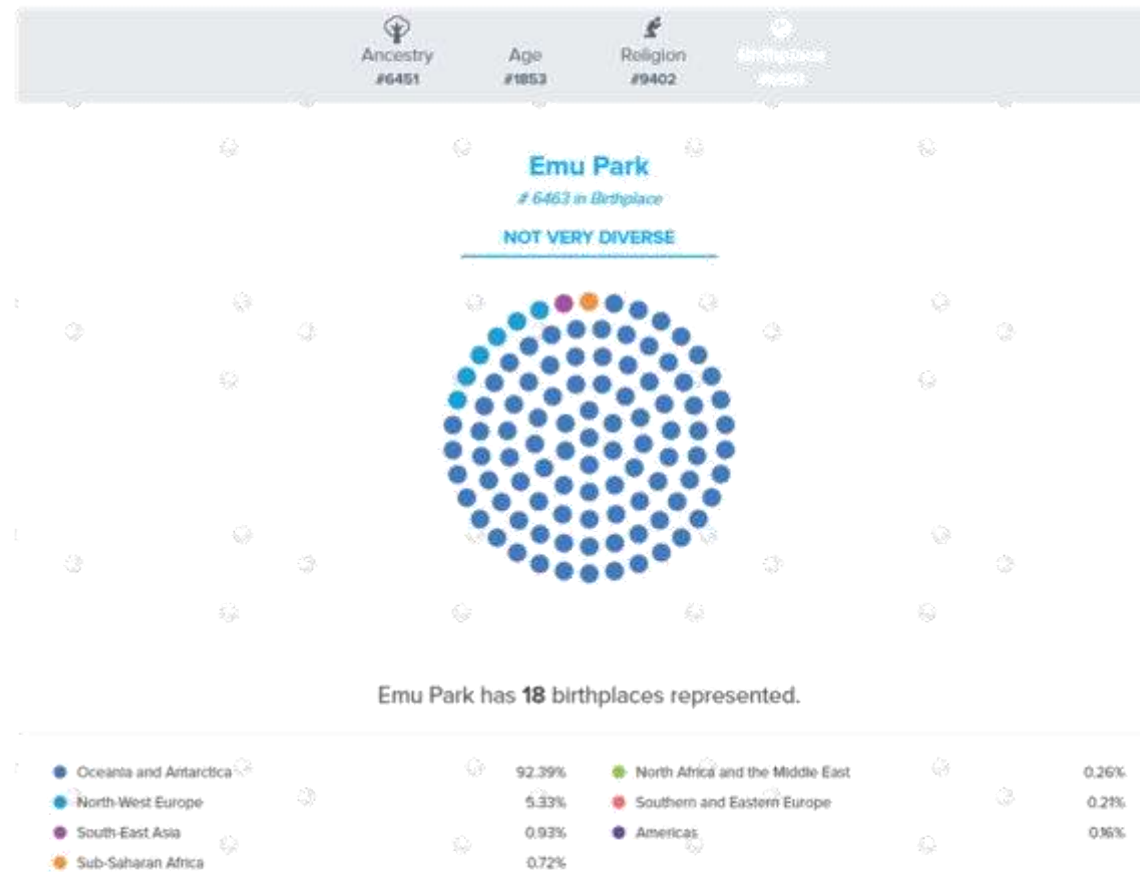 Ancestry Age Religion
#6451 #1853 #9402
Emu Park
# 6463 in Birthplace
NOT VERY DIVERSE
Emu Park has 18 birthplaces represented.
Oceania and Antarctica 92.39% North Africa and the Middle East 0.26%
North-West Europe 5.33% Southern and Eastern Europe 0.21%
South-East Asia 0.93% Americas 0.16%
Sub-Saharan Africa 0.72%